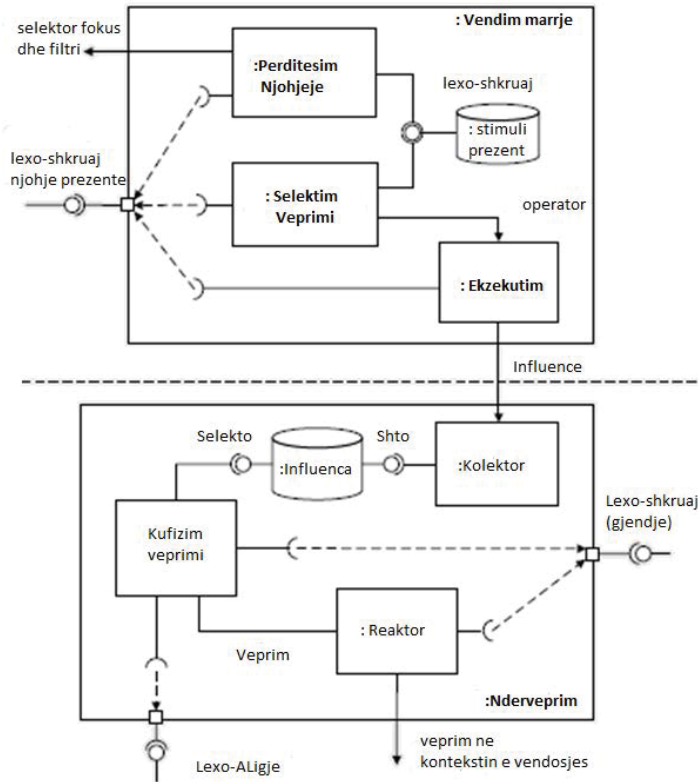 : Vendim marrje
selektor fokus
dhe filtri
:Perditesim
Njohjeje
lexo-shkruaj
: stimuli
prezent
lexo-shkruaj
njohje prezente
: Selektim
Veprimi
operator
: Ekzekutim
Influence
Selekto
:Influenca
Shto
:Kolektor
Lexo-shkruaj
(gjendje)
Kufizim
veprimi
: Reaktor
Veprim
:Nderveprim
veprim ne
kontekstin e vendosjes
Lexo-ALigje